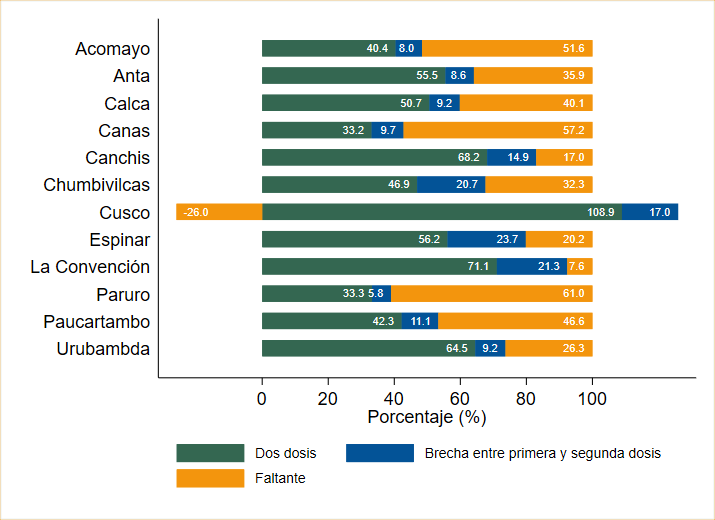 Acomayo 40.4 8.0 51.6
Anta 55.5 8.6 35.9
Calca 50.7 9.2 40.1
Canas 33.2 9.7 57.2
Canchis 68.2 14.9 17.0
Chumbivilcas 46.9 20.7 32.3
Cusco -26.0 108.9 17.0
Espinar 56.2 23.7 20.2
La Convención 71.1 21.3 7.6
Paruro 33.3 5.8 61.0
Paucartambo 42.3 11.1 46.6
Urubambda 64.5 9.2 26.3
0 20 40 60 80 100
Porcentaje (%)
Dos dosis Brecha entre primera y segunda dosis
Faltante